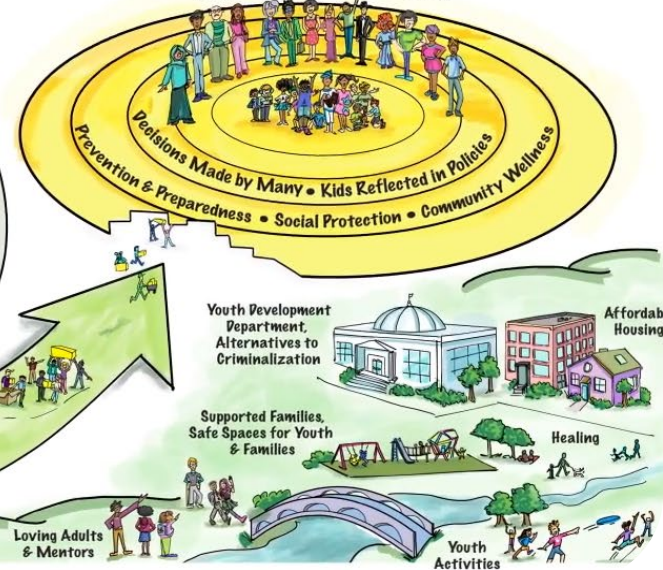 Decisions Made by Many • Kids Reflected in Policies
Prevention & Preparedness • Social Protection • Community Wellness
Youth Development
Department,
Alternatives to
Criminalization
Affordab
Housing
Supported Families,
Safe Spaces for Youth
& Families
Healing
Loving Adults
& Mentors
Youth
Activities